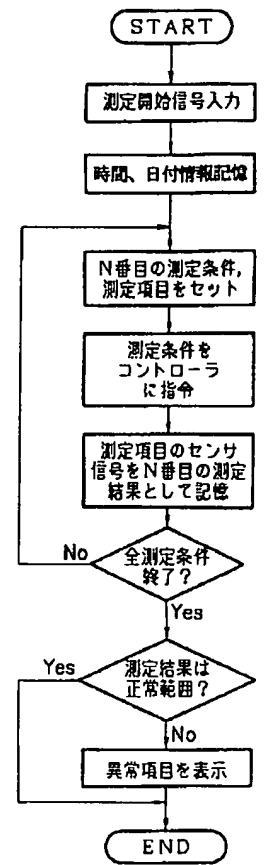 START
測定開始信号入力
時間、日付情報記憶
N番目の測定条件,
測定項目をセット
測定条件を
コントローラ
に指令
測定項目のセンサ
信号をN番目の測定
結果として記憶
No
全測定条件
終了?
Yes
Yes
測定結果は
正常範囲?
No
異常項目を表示
END